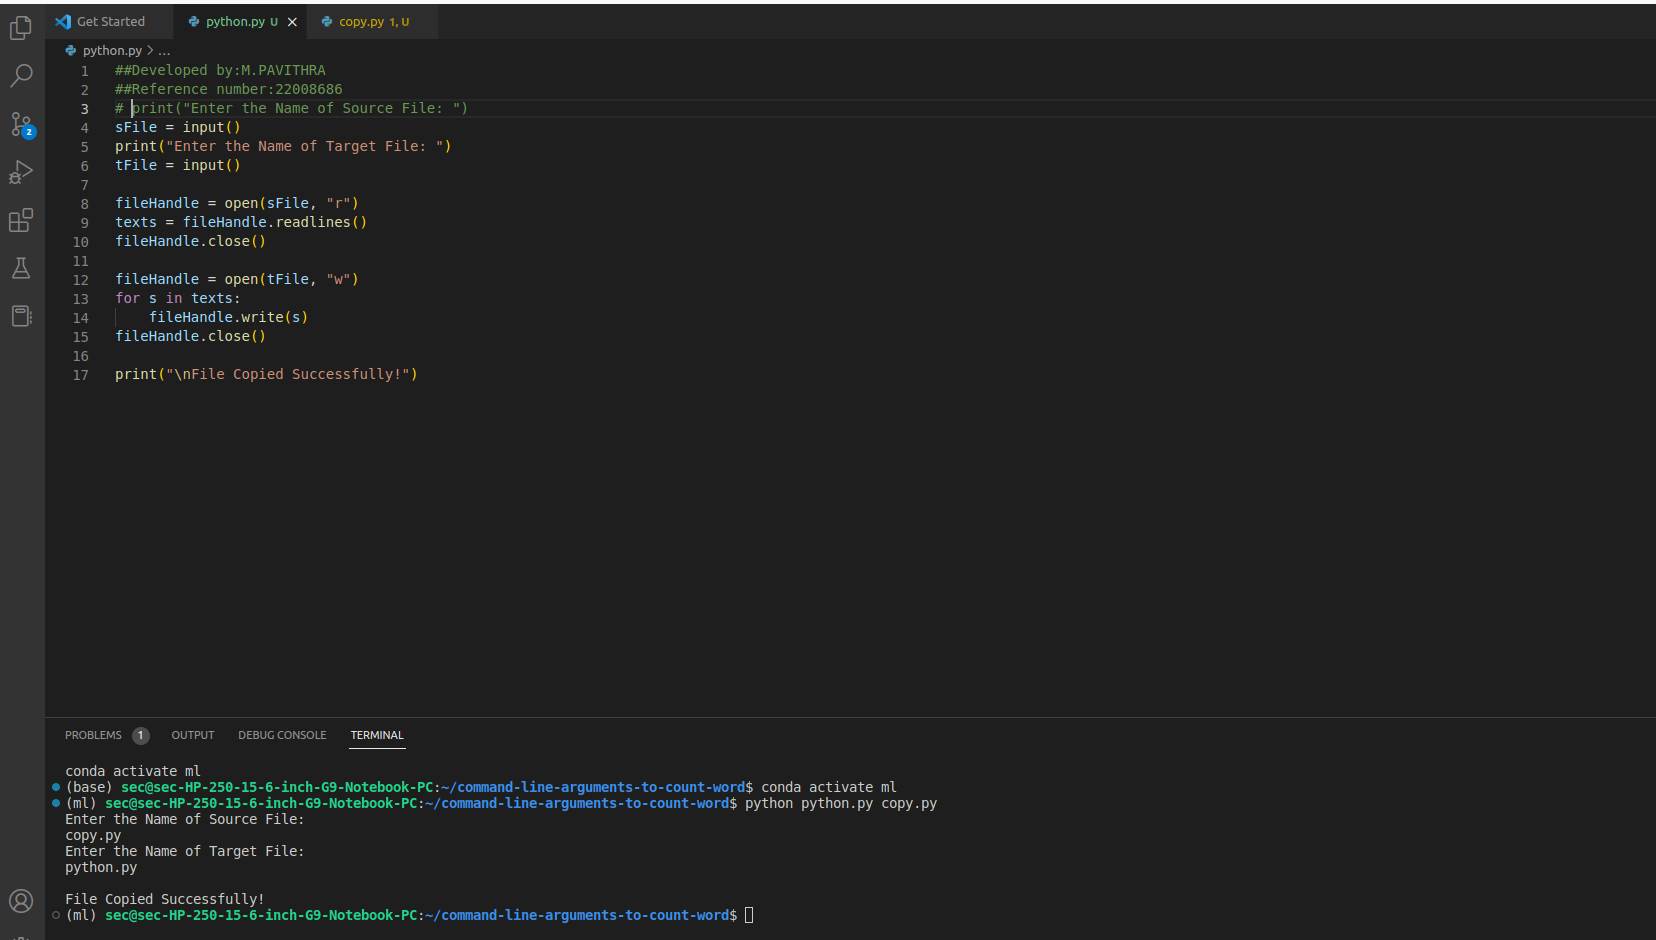 Get Started
python.py U
copy.py 1, U
python.py > ...
1 ##Developed by:M.PAVITHRA
2 ##Reference number:22008686
3 # print("Enter the Name of Source File: ")
4 sFile = input()
5 print("Enter the Name of Target File: ")
6 tFile = input()
7
8 fileHandle = open(sFile, "r")
9 texts = fileHandle.readlines()
10 fileHandle.close()
11
12 fileHandle = open(tFile, "w")
13 for s in texts:
14     fileHandle.write(s)
15 fileHandle.close()
16
17 print("\nFile Copied Successfully!")
2
PROBLEMS 1 OUTPUT DEBUG CONSOLE TERMINAL
conda activate ml
(base) sec@sec-HP-250-15-6-inch-G9-Notebook-PC:~/command-line-arguments-to-count-word$ conda activate ml
(ml) sec@sec-HP-250-15-6-inch-G9-Notebook-PC:~/command-line-arguments-to-count-word$ python python.py copy.py
Enter the Name of Source File:
copy.py
Enter the Name of Target File:
python.py
File Copied Successfully!
(ml) sec@sec-HP-250-15-6-inch-G9-Notebook-PC:~/command-line-arguments-to-count-word$